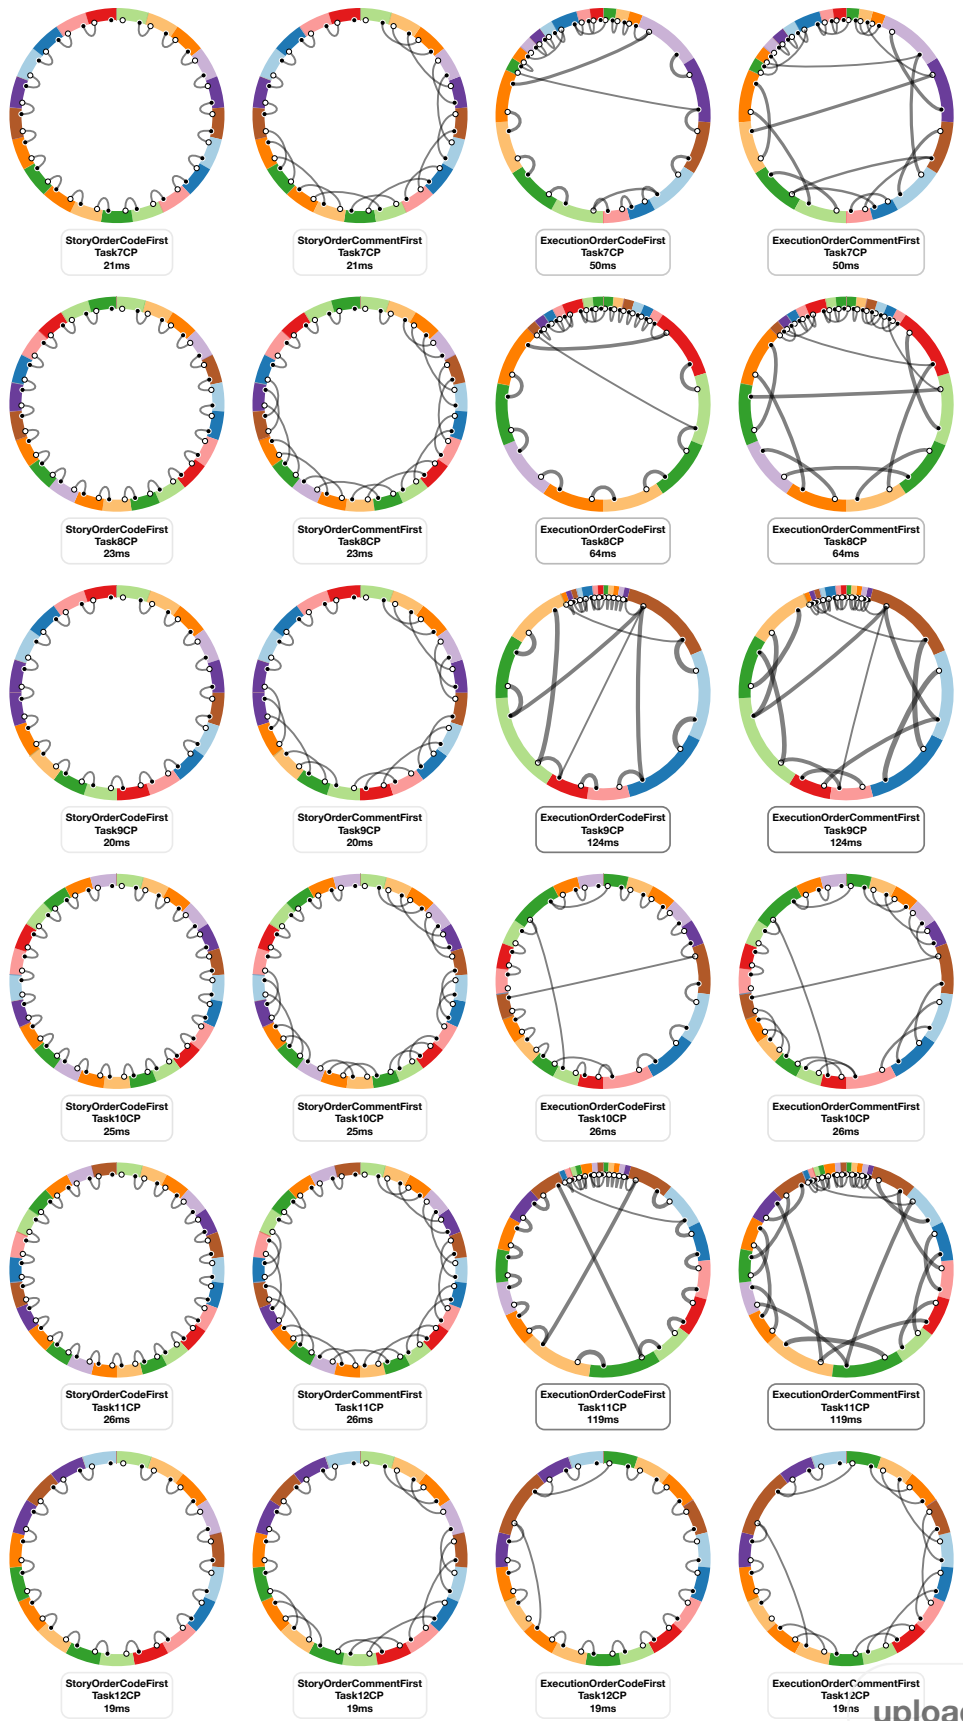 StoryOrderCodeFirst
Task7CP
21ms
StoryOrderCommentFirst
Task7CP
21ms
ExecutionOrderCodeFirst
Task7CP
50ms
ExecutionOrderCommentFirst
Task7CP
50ms
StoryOrderCodeFirst
Task8CP
23ms
StoryOrderCommentFirst
Task8CP
23ms
ExecutionOrderCodeFirst
Task8CP
64ms
ExecutionOrderCommentFirst
Task8CP
64ms
StoryOrderCodeFirst
Task9CP
20ms
StoryOrderCommentFirst
Task9CP
20ms
ExecutionOrderCodeFirst
Task9CP
124ms
ExecutionOrderCommentFirst
Task9CP
124ms
StoryOrderCodeFirst
Task10CP
25ms
StoryOrderCommentFirst
Task10CP
25ms
ExecutionOrderCodeFirst
Task10CP
26ms
ExecutionOrderCommentFirst
Task10CP
26ms
StoryOrderCodeFirst
Task11CP
26ms
StoryOrderCommentFirst
Task11CP
26ms
ExecutionOrderCodeFirst
Task11CP
119ms
ExecutionOrderCommentFirst
Task11CP
119ms
StoryOrderCodeFirst
Task12CP
19ms
StoryOrderCommentFirst
Task12CP
19ms
ExecutionOrderCodeFirst
Task12CP
19ms
ExecutionOrderCommentFirst
Task12CP
19ms